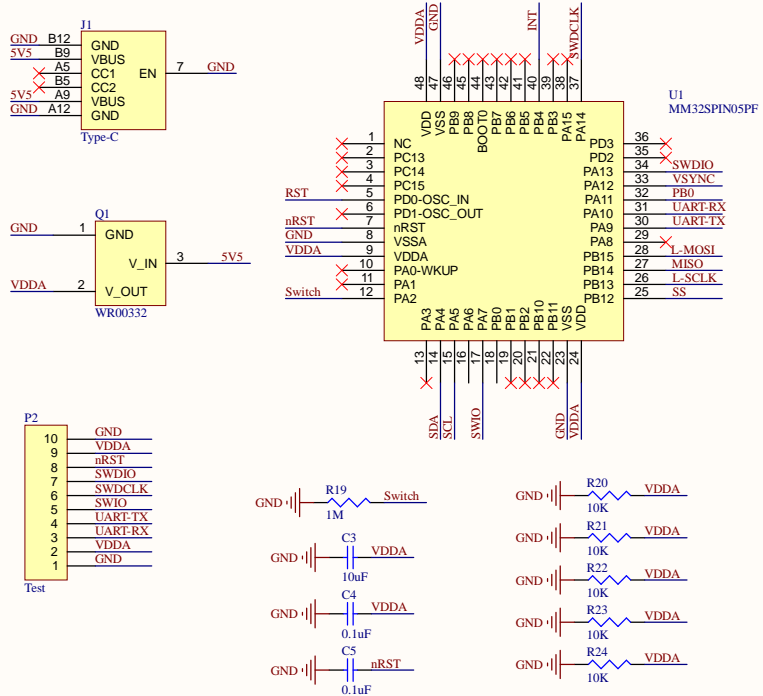 J1
GND B12 GND
5V5 B9 VBUS
A5 CC1
B5 CC2
5V5 A9 VBUS
GND A12 GND
EN 7 GND
Type-C
Q1
GND 1 GND
V_IN 3 5V5
VDDA 2 V_OUT
WR00332
P2
10 GND
9 VDDA
8 nRST
7 SWDIO
6 SWDCLK
5 SWIO
4 UART-TX
3 UART-RX
2 VDDA
1 GND
Test
U1
MM32SPIN05PF
VDDA 48 VDD
GND 47 VSS
46 PB9
45 PB8
44 BOOT0
43 PB7
42 PB6
41 PB5
INT 40 PB4
39 PB3
38 PA15
SWDCLK 37 PA14
1 NC
2 PC13
3 PC14
4 PC15
RST 5 PD0-OSC_IN
6 PD1-OSC_OUT
nRST 7 nRST
GND 8 VSSA
VDDA 9 VDDA
10 PA0-WKUP
11 PA1
Switch 12 PA2
PD3 36
PD2 35
PA13 34 SWDIO
PA12 33 VSYNC
PA11 32 PB0
PA10 31 UART-RX
PA9 30 UART-TX
PA8 29
PB15 28 L-MOSI
PB14 27 MISO
PB13 26 L-SCLK
PB12 25 SS
PA3 13
PA4 14 SDA
PA5 15 SCL
PA6 16
PA7 17 SWIO
PB0 18
PB1 19
PB2 20
PB10 21
PB11 22
VSS 23 GND
VDD 24 VDDA
GND R19 Switch
1M
GND C3 VDDA
10uF
GND C4 VDDA
0.1uF
GND C5 nRST
0.1uF
GND R20 VDDA
10K
GND R21 VDDA
10K
GND R22 VDDA
10K
GND R23 VDDA
10K
GND R24 VDDA
10K